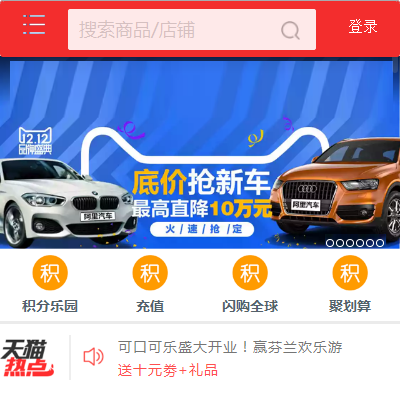 搜索商品/店铺
登录
12.12
品牌盛典
底价抢新车
最高直降10万元
火速抢定
阿里汽车
阿里汽车
积
积
积
积
积分乐园
充值
闪购全球
聚划算
天猫
热点
可口可乐盛大开业！赢芬兰欢乐游
送十元劵+礼品